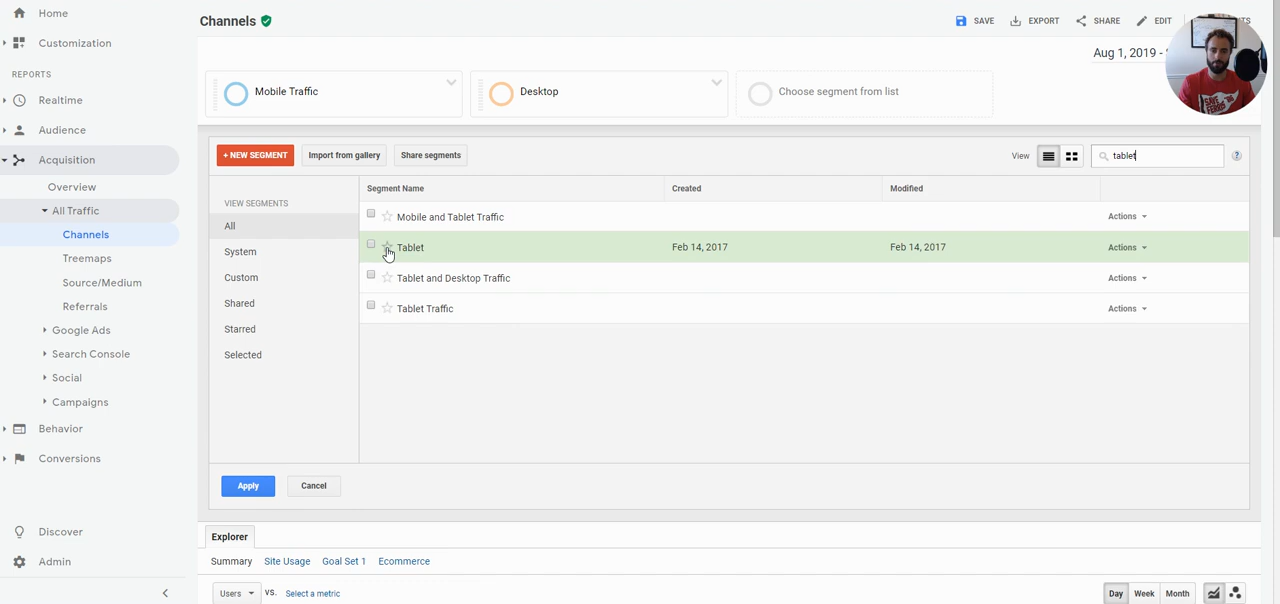 Home
Customization
REPORTS
Realtime
Audience
Acquisition
Overview
All Traffic
Channels
Treemaps
Source/Medium
Referrals
Google Ads
Search Console
Social
Campaigns
Behavior
Conversions
Discover
Admin
Channels
SAVE
EXPORT
SHARE
EDIT
Aug 1, 2019 -
Mobile Traffic
Desktop
Choose segment from list
+ NEW SEGMENT
Import from gallery
Share segments
View
tablet
?
VIEW SEGMENTS
All
System
Custom
Shared
Starred
Selected
Segment Name Created Modified
Mobile and Tablet Traffic Actions
Tablet Feb 14, 2017 Feb 14, 2017 Actions
Tablet and Desktop Traffic Actions
Tablet Traffic Actions
Apply
Cancel
Explorer
Summary Site Usage Goal Set 1 Ecommerce
Users VS. Select a metric
Day Week Month